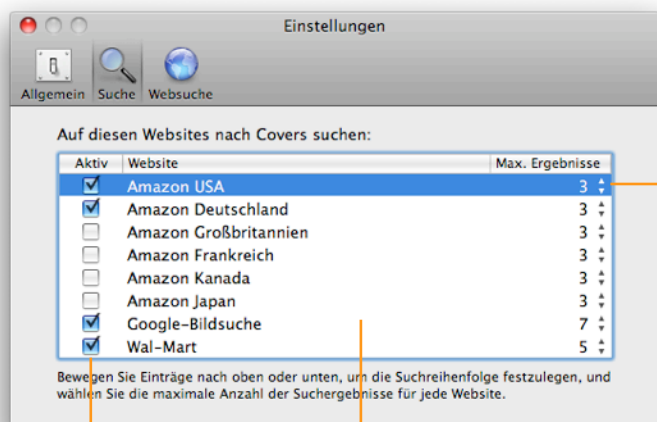 Einstellungen
Allgemein Suche Websuche
Auf diesen Websites nach Covers suchen:
Aktiv Website Max. Ergebnisse
Amazon USA 3
Amazon Deutschland 3
Amazon Großbritannien 3
Amazon Frankreich 3
Amazon Kanada 3
Amazon Japan 3
Google-Bildsuche 7
Wal-Mart 5
Bewegen Sie Einträge nach oben oder unten, um die Suchreihenfolge festzulegen, und
wählen Sie die maximale Anzahl der Suchergebnisse für jede Website.